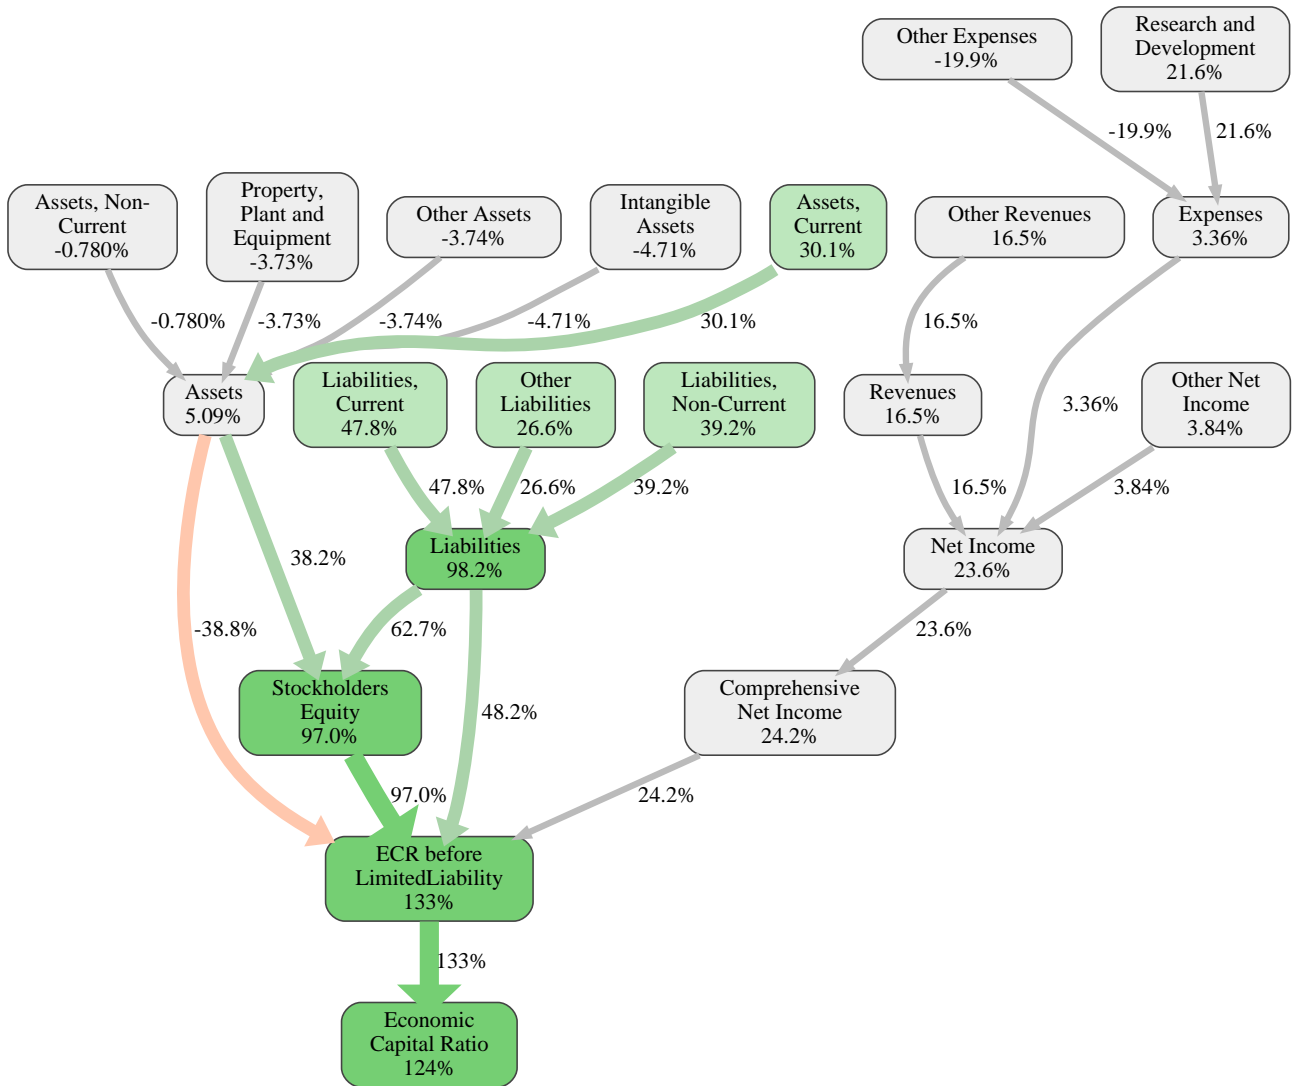 Other Expenses
-19.9%
Research and
Development
21.6%
-19.9%
21.6%
Assets, Non-
Current
-0.780%
Property,
Plant and
Equipment
-3.73%
Other Assets
-3.74%
Intangible
Assets
-4.71%
Assets,
Current
30.1%
Other Revenues
16.5%
Expenses
3.36%
-0.780%
-3.73%
-3.74%
-4.71%
30.1%
16.5%
Assets
5.09%
Liabilities,
Current
47.8%
Other
Liabilities
26.6%
Liabilities,
Non-Current
39.2%
Revenues
16.5%
3.36%
Other Net
Income
3.84%
47.8%
26.6%
39.2%
16.5%
3.84%
38.2%
Liabilities
98.2%
Net Income
23.6%
-38.8%
62.7%
23.6%
Stockholders
Equity
97.0%
48.2%
Comprehensive
Net Income
24.2%
97.0%
24.2%
ECR before
LimitedLiability
133%
133%
Economic
Capital Ratio
124%